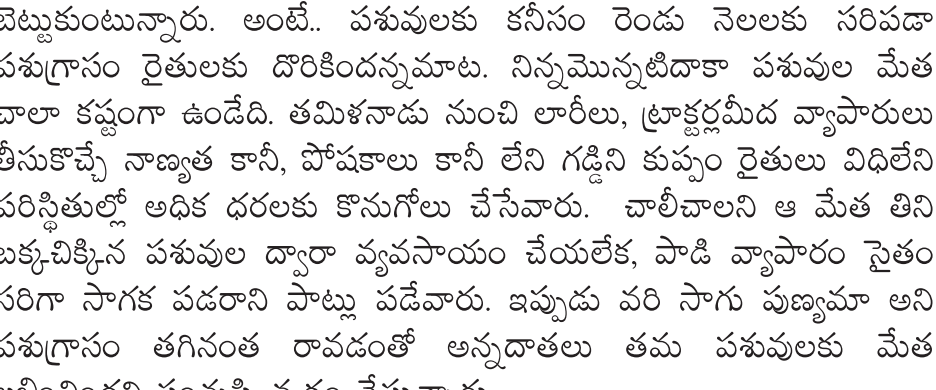 పెట్టుకుంటున్నారు. అంటే.. పశువులకు కనీసం రెండు నెలలకు సరిపడా
పశుగ్రాసం రైతులకు దొరికిందన్నమాట. నిన్నమొన్నటిదాకా పశువుల మేత
చాలా కష్టంగా ఉండేది. తమిళనాడు నుంచి లారీలు, ట్రాక్టర్లమీద వ్యాపారులు
తీసుకొచ్చే నాణ్యత కానీ, పోషకాలు కానీ లేని గడ్డిని కుప్పం రైతులు విధిలేని
పరిస్థితుల్లో అధిక ధరలకు కొనుగోలు చేసేవారు. చాలీచాలని ఆ మేత తిని
బక్కచిక్కిన పశువుల ద్వారా వ్యవసాయం చేయలేక, పాడి వ్యాపారం సైతం
సరిగా సాగక పడరాని పాట్లు పడేవారు. ఇప్పుడు వరి సాగు పుణ్యమా అని
పశుగ్రాసం తగినంత రావడంతో అన్నదాతలు తమ పశువులకు మేత